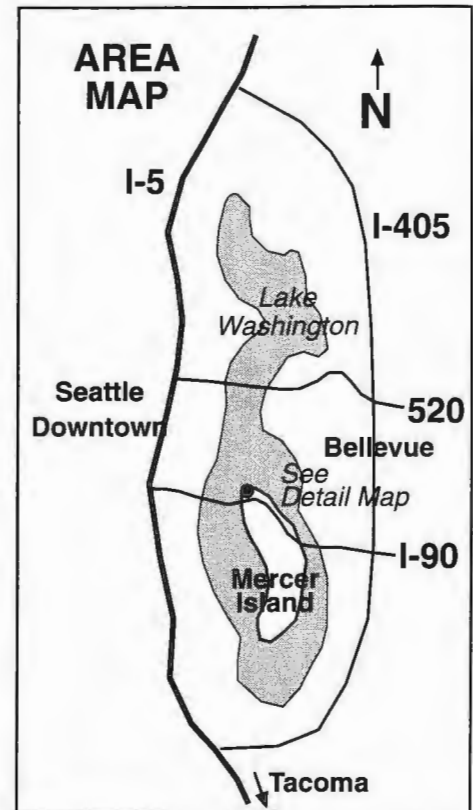 AREA
MAP
N
I-5
I-405
Lake
Washington
Seattle
Downtown
520
Bellevue
See
Detail Map
I-90
Mercer
Island
Tacoma